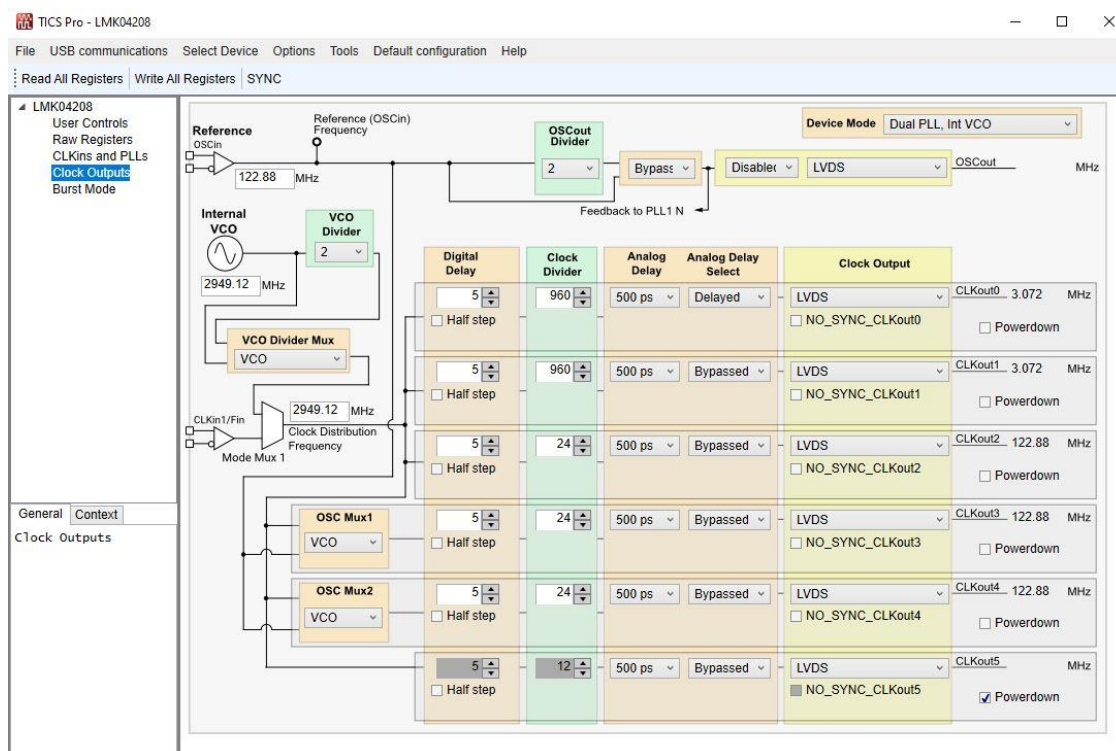 TICS Pro - LMK04208
File USB communications Select Device Options Tools Default configuration Help
Read All Registers Write All Registers SYNC
LMK04208
User Controls
Raw Registers
CLKins and PLLs
Clock Outputs
Burst Mode
General Context
Clock Outputs
Reference
OSCin
122.88 MHz
Reference (OSCin)
Frequency
OSCout
Divider
2
Bypass
Device Mode Dual PLL, Int VCO
Disabled LVDS OSCout MHz
Feedback to PLL1 N
Internal
VCO
2949.12 MHz
VCO
Divider
2
VCO Divider Mux
VCO
CLKin1/Fin
Mode Mux 1
2949.12 MHz
Clock Distribution
Frequency
Digital
Delay
Clock
Divider
Analog
Delay
Analog Delay
Select
Clock Output
5 960 500 ps Delayed LVDS CLKout0 3.072 MHz
Half step NO_SYNC_CLKout0 Powerdown
5 960 500 ps Bypassed LVDS CLKout1 3.072 MHz
Half step NO_SYNC_CLKout1 Powerdown
5 24 500 ps Bypassed LVDS CLKout2 122.88 MHz
Half step NO_SYNC_CLKout2 Powerdown
OSC Mux1
VCO
5 24 500 ps Bypassed LVDS CLKout3 122.88 MHz
Half step NO_SYNC_CLKout3 Powerdown
OSC Mux2
VCO
5 24 500 ps Bypassed LVDS CLKout4 122.88 MHz
Half step NO_SYNC_CLKout4 Powerdown
5 12 500 ps Bypassed LVDS CLKout5 MHz
Half step NO_SYNC_CLKout5 Powerdown